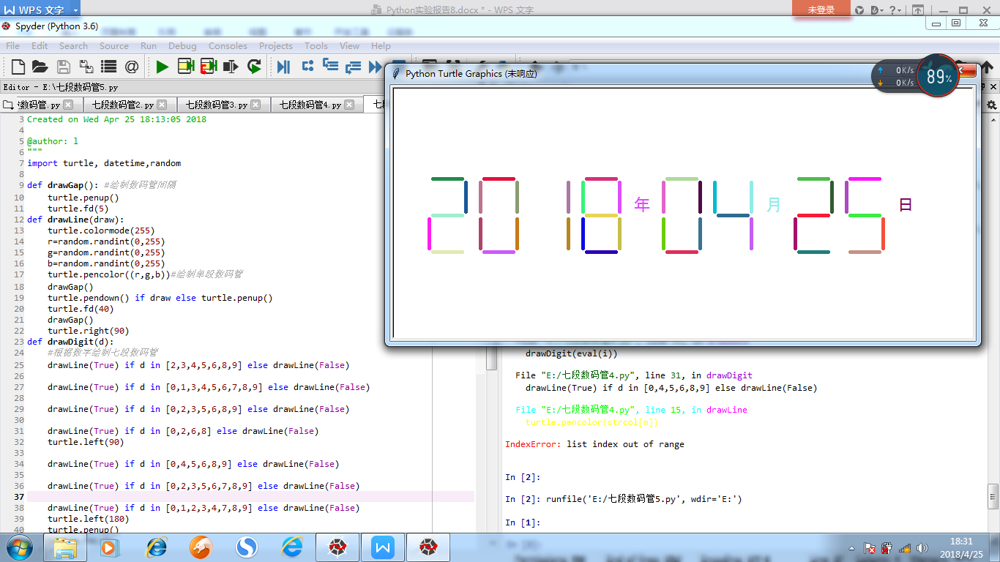 WPS 文字
Python实验报告8.docx * - WPS 文字
未登录
Spyder (Python 3.6)
File Edit Search Source Run Debug Consoles Projects Tools View Help
Editor - E:\七段数码管5.py
数码管.py 七段数码管2.py 七段数码管3.py 七段数码管4.py 七
3 Created on Wed Apr 25 18:13:05 2018
4
5 @author: l
6 """
7 import turtle, datetime,random
8
9 def drawGap(): #绘制数码管间隔
10 turtle.penup()
11 turtle.fd(5)
12 def drawLine(draw):
13 turtle.colormode(255)
14 r=random.randint(0,255)
15 g=random.randint(0,255)
16 b=random.randint(0,255)
17 turtle.pencolor((r,g,b))#绘制单段数码管
18 drawGap()
19 turtle.pendown() if draw else turtle.penup()
20 turtle.fd(40)
21 drawGap()
22 turtle.right(90)
23 def drawDigit(d):
24 #根据数字绘制七段数码管
25 drawLine(True) if d in [2,3,4,5,6,8,9] else drawLine(False)
26
27 drawLine(True) if d in [0,1,3,4,5,6,7,8,9] else drawLine(False)
28
29 drawLine(True) if d in [0,2,3,5,6,8,9] else drawLine(False)
30
31 drawLine(True) if d in [0,2,6,8] else drawLine(False)
32 turtle.left(90)
33
34 drawLine(True) if d in [0,4,5,6,8,9] else drawLine(False)
35
36 drawLine(True) if d in [0,2,3,5,6,7,8,9] else drawLine(False)
37
38 drawLine(True) if d in [0,1,2,3,4,7,8,9] else drawLine(False)
39 turtle.left(180)
40 turtle.penup()
Python Turtle Graphics (未响应)
0K/s
0K/s
89%
2018年04月25日
drawDigit(eval(i))
File "E:/七段数码管4.py", line 31, in drawDigit
drawLine(True) if d in [0,4,5,6,8,9] else drawLine(False)
File "E:/七段数码管4.py", line 15, in drawLine
turtle.pencolor(strcol[n])
IndexError: list index out of range
In [2]:
In [2]: runfile('E:/七段数码管5.py', wdir='E:')
In [1]:
18:31
2018/4/25